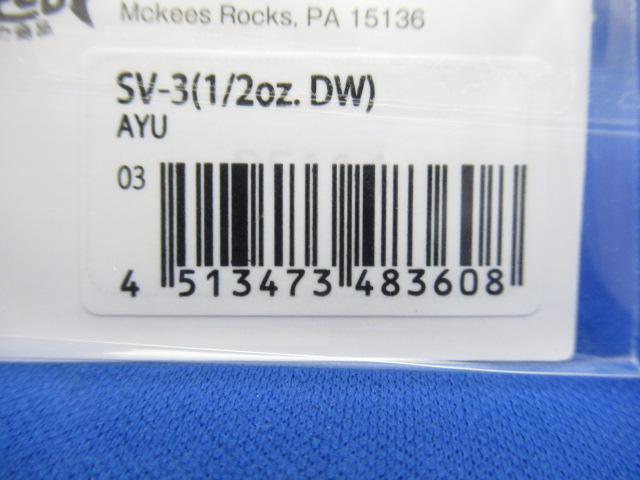 Mckees Rocks, PA 15136
SV-3(1/2oz. DW)
AYU
03
4 513473 483608